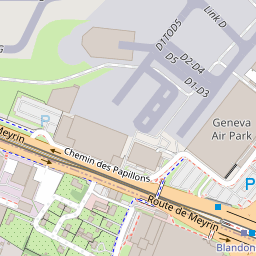 Link D
D1TOD5
D2-D4
D5
D1-D3
Geneva
Air Park
P
Meyrin
Chemin des Papillons
P
Route de Meyrin
Blandon